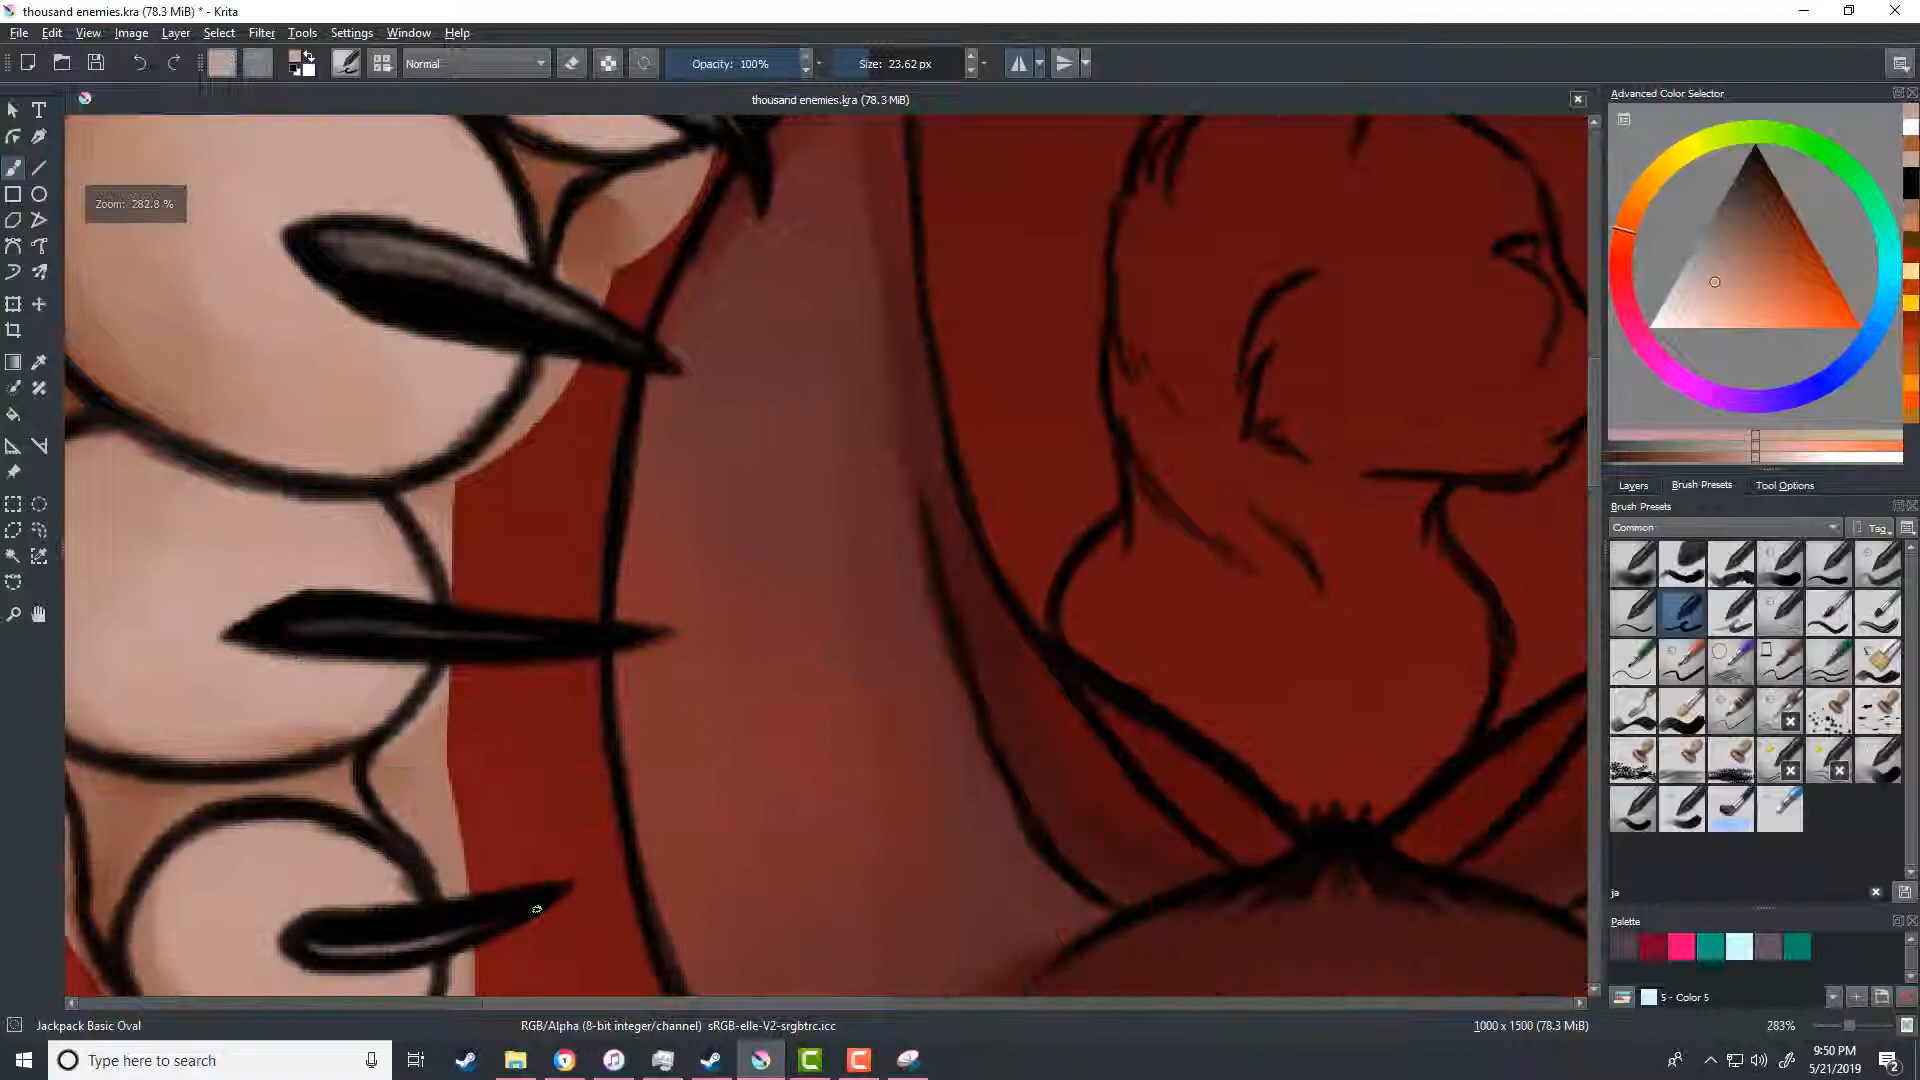 thousand enemies.kra (78.3 MiB) * - Krita
File Edit View Image Layer Select Filter Tools Settings Window Help
Normal
Opacity: 100%
Size: 23.62 px
thousand enemies.kra (78.3 MiB)
Advanced Color Selector
Zoom: 282.8 %
Layers Brush Presets Tool Options
Brush Presets
Common
Tag
ja
Palette
5 - Color 5
Jackpack Basic Oval
RGB/Alpha (8-bit integer/channel) sRGB-elle-V2-srgbtrc.icc
1000 x 1500 (78.3 MiB)
283%
Type here to search
9:50 PM
5/21/2019
2